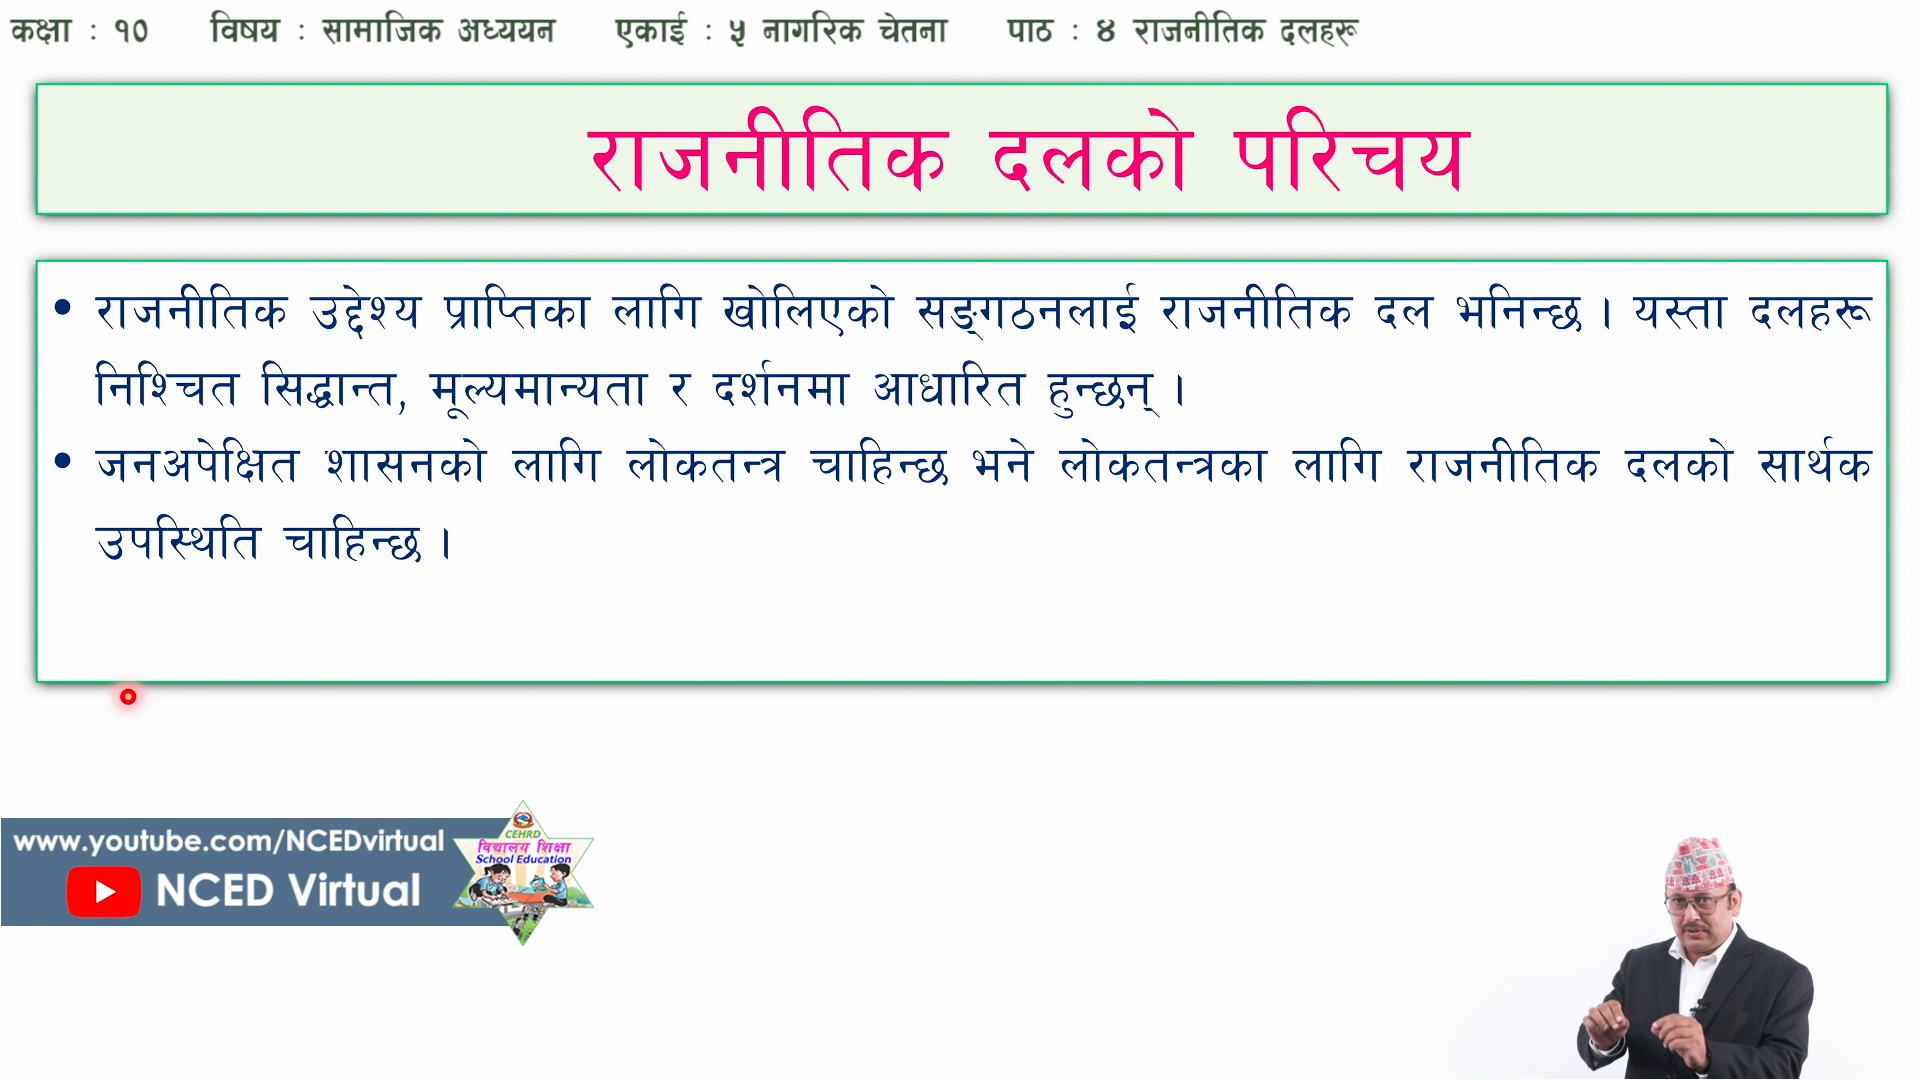 कक्षा : १० विषय : सामाजिक अध्ययन एकाई : ५ नागरिक चेतना पाठ : ४ राजनीतिक दलहरू
राजनीतिक दलको परिचय
• राजनीतिक उद्देश्य प्राप्तिका लागि खोलिएको सङ्गठनलाई राजनीतिक दल भनिन्छ । यस्ता दलहरू
निश्चित सिद्धान्त, मूल्यमान्यता र दर्शनमा आधारित हुन्छन् ।
• जनअपेक्षित शासनको लागि लोकतन्त्र चाहिन्छ भने लोकतन्त्रका लागि राजनीतिक दलको सार्थक
उपस्थिति चाहिन्छ ।
www.youtube.com/NCEDvirtual
NCED Virtual
CEHRD
विद्यालय शिक्षा
School Education